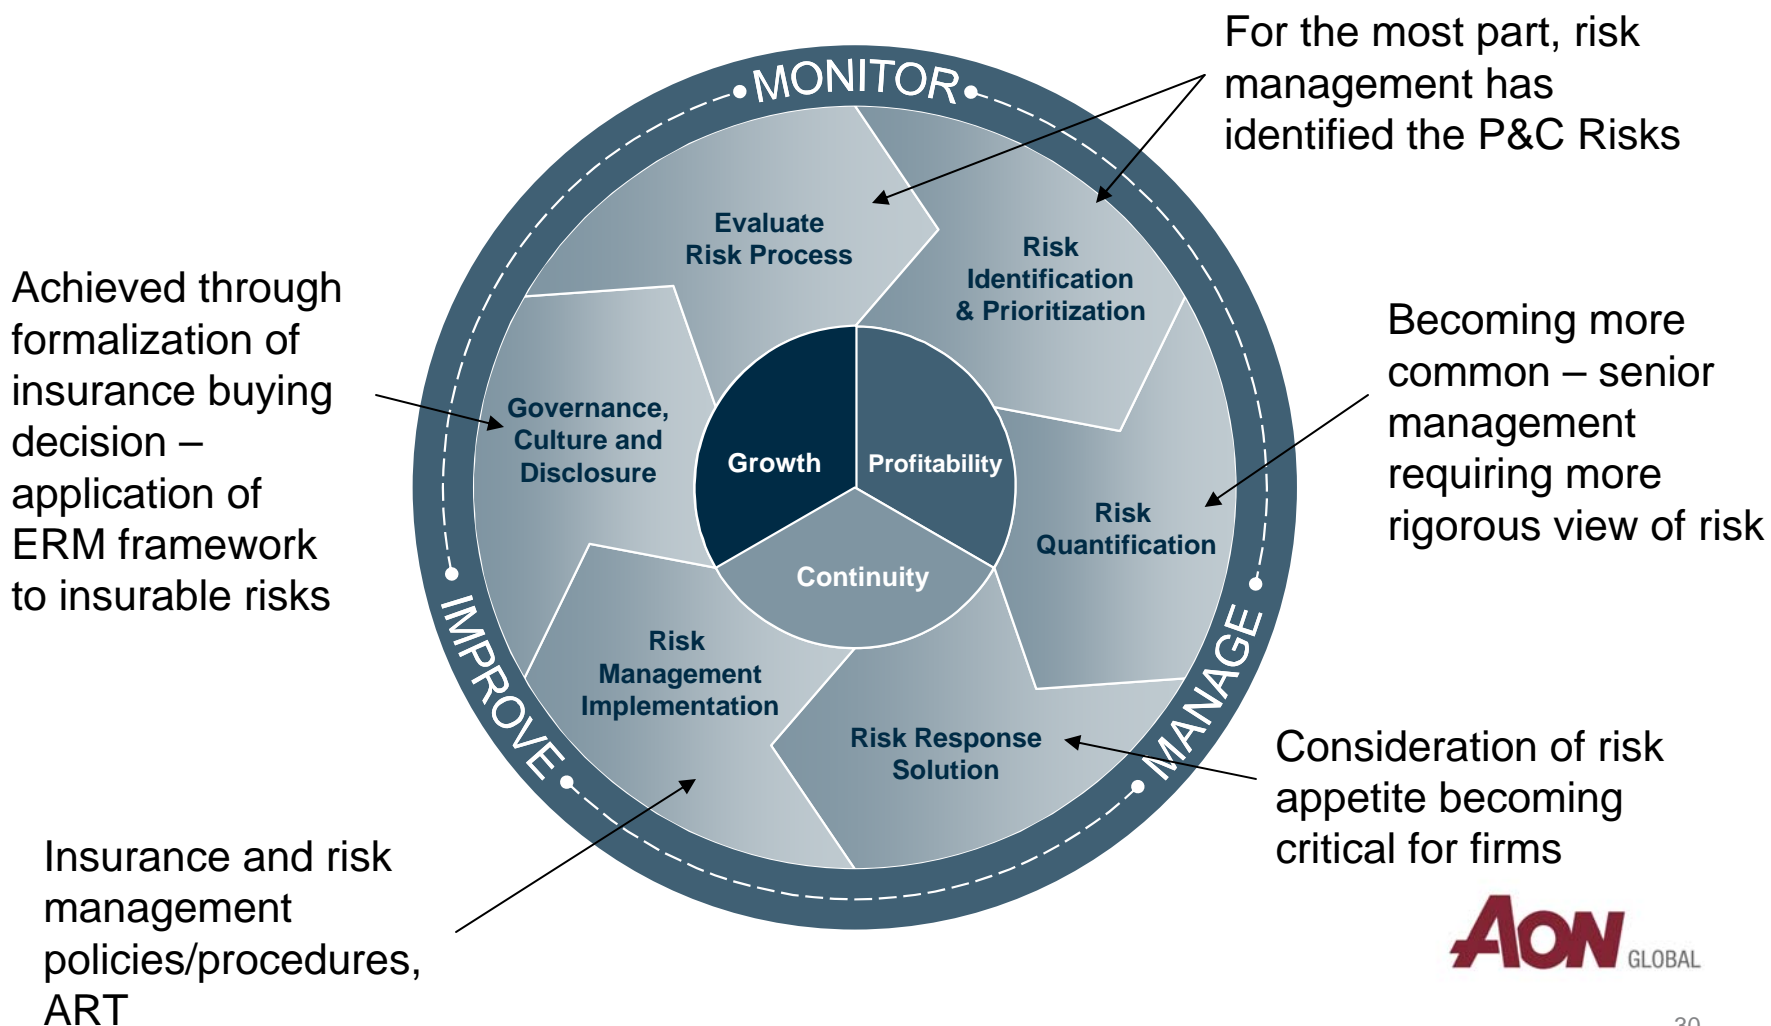 For the most part, risk
management has
identified the P&C Risks
MONITOR
Evaluate
Risk Process
Risk
Identification
& Prioritization
Achieved through
formalization of
insurance buying
decision –
application of
ERM framework
to insurable risks
Becoming more
common – senior
management
requiring more
rigorous view of risk
Governance,
Culture and
Disclosure
Growth
Profitability
Continuity
Risk
Quantification
IMPROVE
MANAGE
Risk
Management
Implementation
Risk Response
Solution
Consideration of risk
appetite becoming
critical for firms
Insurance and risk
management
policies/procedures,
ART
AON GLOBAL
30